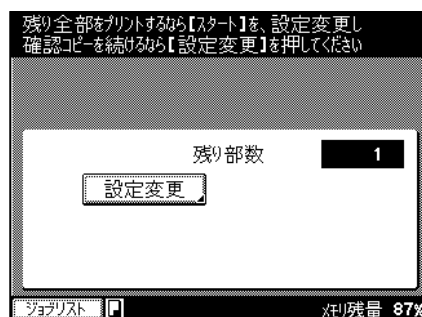 残り全部をプリントするなら【スタート】を、設定変更し
確認コピーを続けるなら【設定変更】を押してください
残り部数 1
設定変更
ジョブリスト メモリ残量 87%